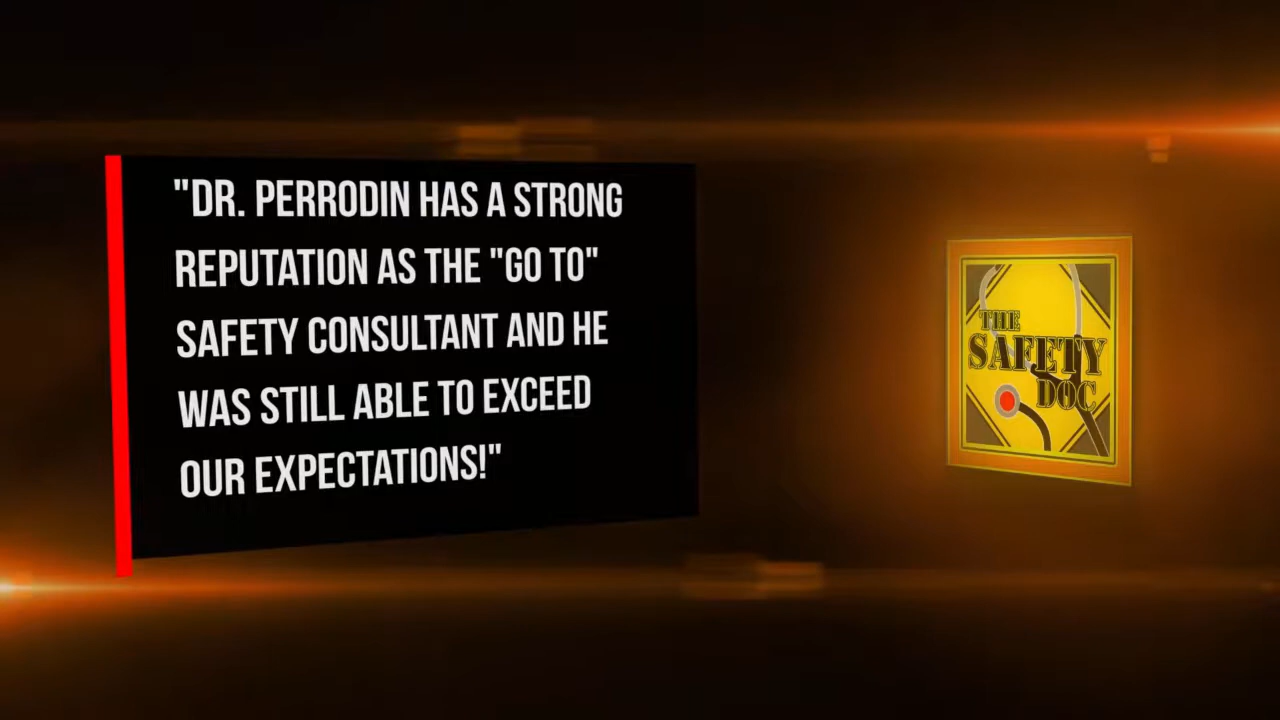 "DR. PERRODIN HAS A STRONG
REPUTATION AS THE "GO TO"
SAFETY CONSULTANT AND HE
WAS STILL ABLE TO EXCEED
OUR EXPECTATIONS!"
THE
SAFETY
DOC